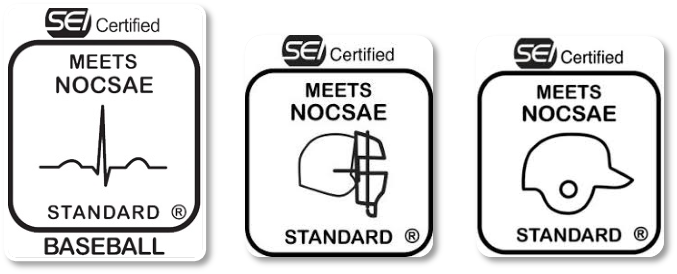 SEI Certified
MEETS
NOCSAE
STANDARD ®
BASEBALL
SEI Certified
MEETS
NOCSAE
STANDARD ®
SEI Certified
MEETS
NOCSAE
STANDARD ®